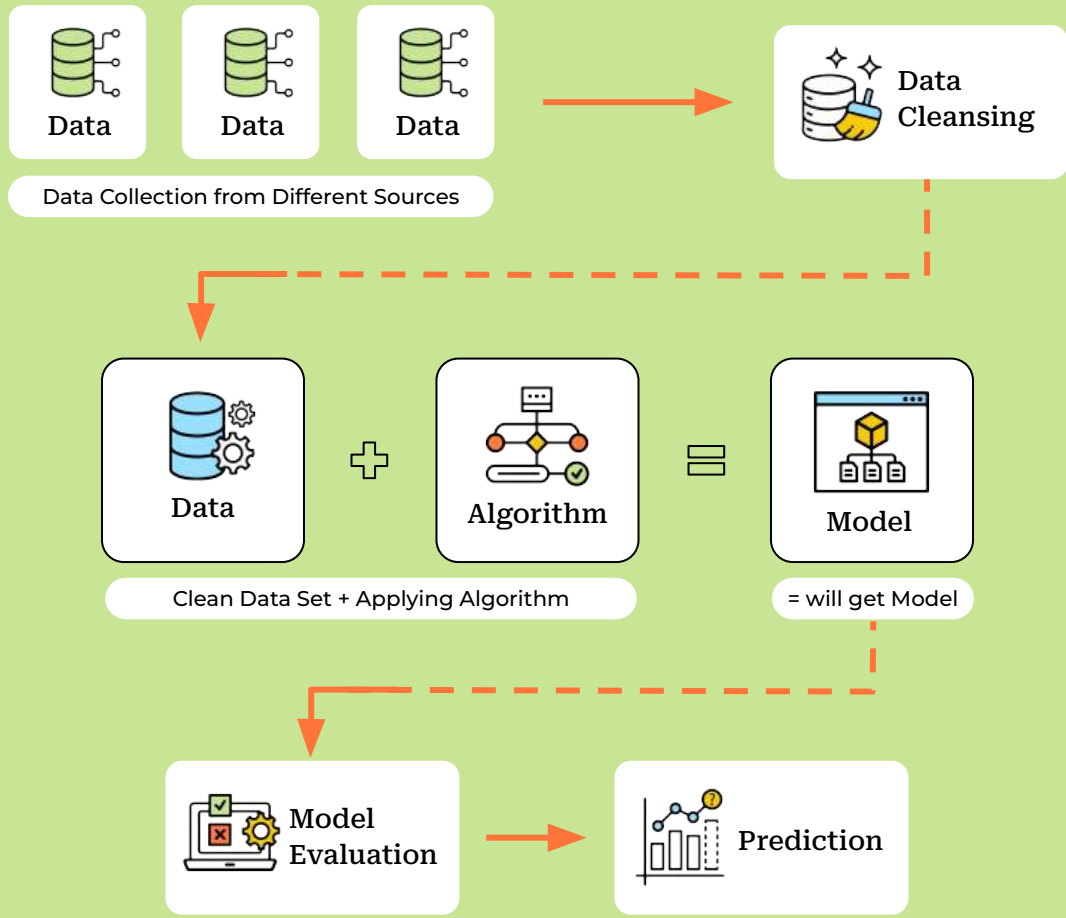 Data
Data
Data
Data Collection from Different Sources
Data
Cleansing
Data
Algorithm
Model
Clean Data Set + Applying Algorithm
= will get Model
Model
Evaluation
?
Prediction